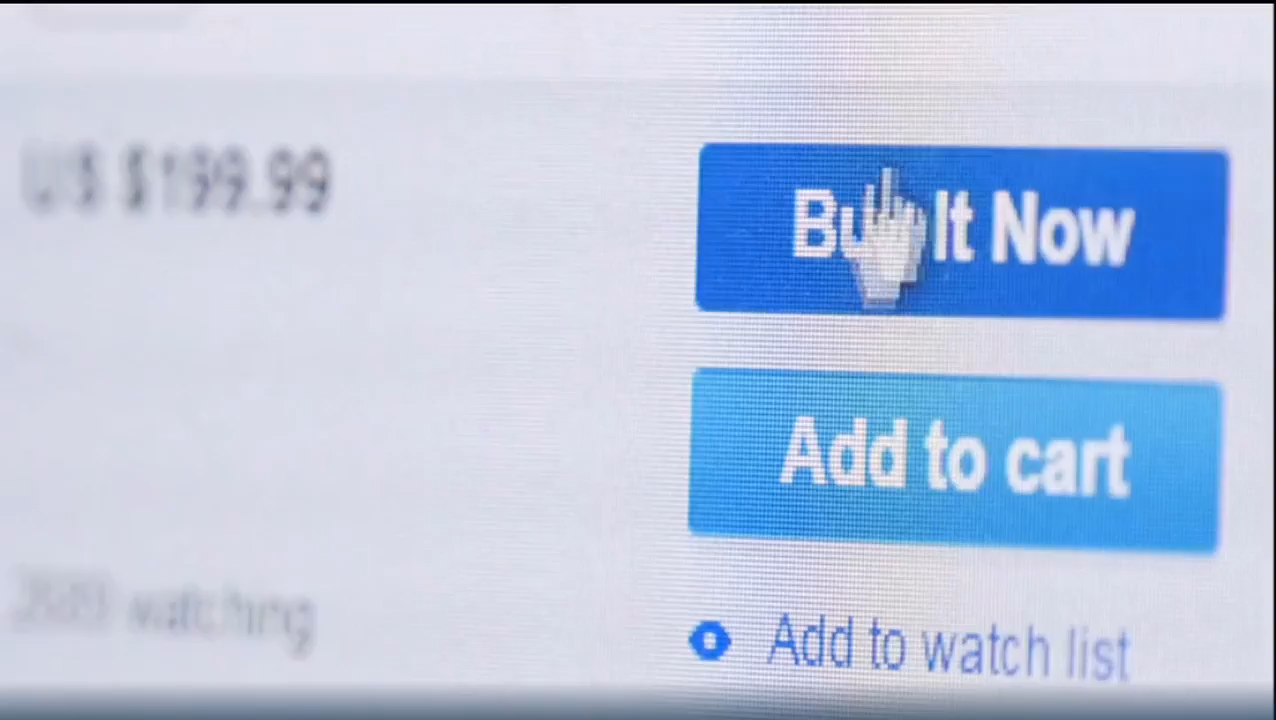 US $199.99
Buy It Now
Add to cart
watching
Add to watch list